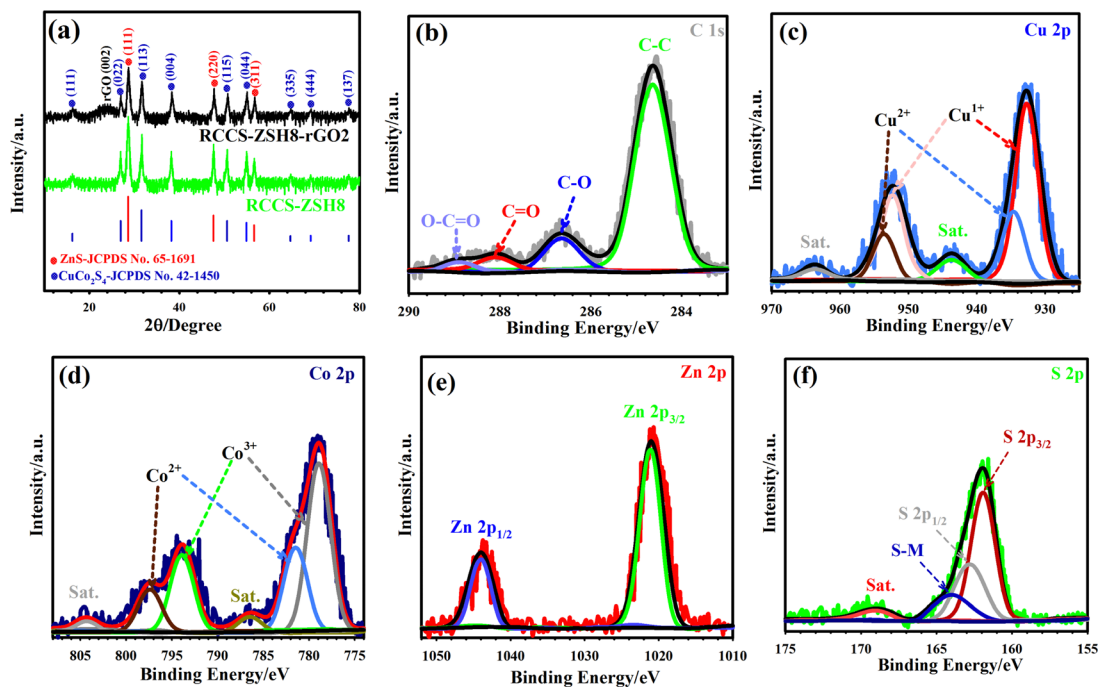 (a)
(111)
rGO (002)
(022)
(111)
(113)
(004)
(220)
(115)
(044)
(311)
(335)
(444)
(137)
RCCS-ZSH8-rGO2
RCCS-ZSH8
ZnS-JCPDS No. 65-1691
CuCo₂S₄-JCPDS No. 42-1450
20 40 60 80
2θ/Degree
Intensity/a.u.
(b)
C 1s
C-C
C-O
C=O
O-C=O
290 288 286 284
Binding Energy/eV
Intensity/a.u.
(c)
Cu 2p
Cu²⁺
Cu¹⁺
Sat.
Sat.
970 960 950 940 930
Binding Energy/eV
Intensity/a.u.
(d)
Co 2p
Co³⁺
Co²⁺
Sat.
Sat.
805 795 785 775
Binding Energy/eV
Intensity/a.u.
(e)
Zn 2p
Zn 2p₃/₂
Zn 2p₁/₂
1050 1040 1030 1020 1010
Binding Energy/eV
Intensity/a.u.
(f)
S 2p
S 2p₃/₂
S 2p₁/₂
S-M
Sat.
175 170 165 160 155
Binding Energy/eV
Intensity/a.u.